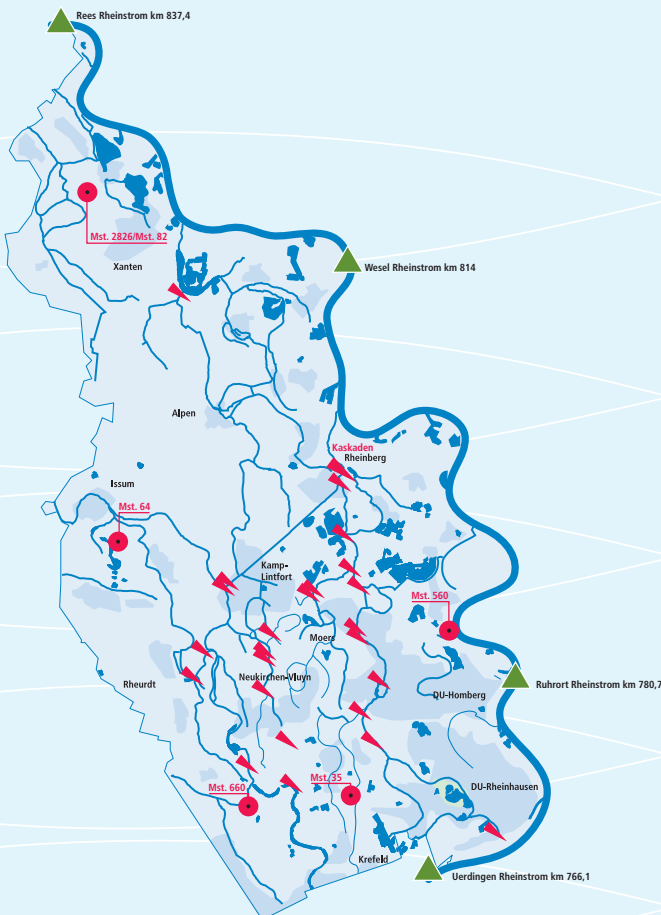 Rees Rheinstrom km 837,4
Mst. 2826/Mst. 82
Xanten
Wesel Rheinstrom km 814
Alpen
Kaskaden
Rheinberg
Issum
Mst. 64
Kamp-
Lintfort
Mst. 560
Moers
Neukirchen-Vluyn
Rheurdt
Ruhrort Rheinstrom km 780,7
DU-Homberg
Mst. 660
Mst. 35
DU-Rheinhausen
Krefeld
Uerdingen Rheinstrom km 766,1